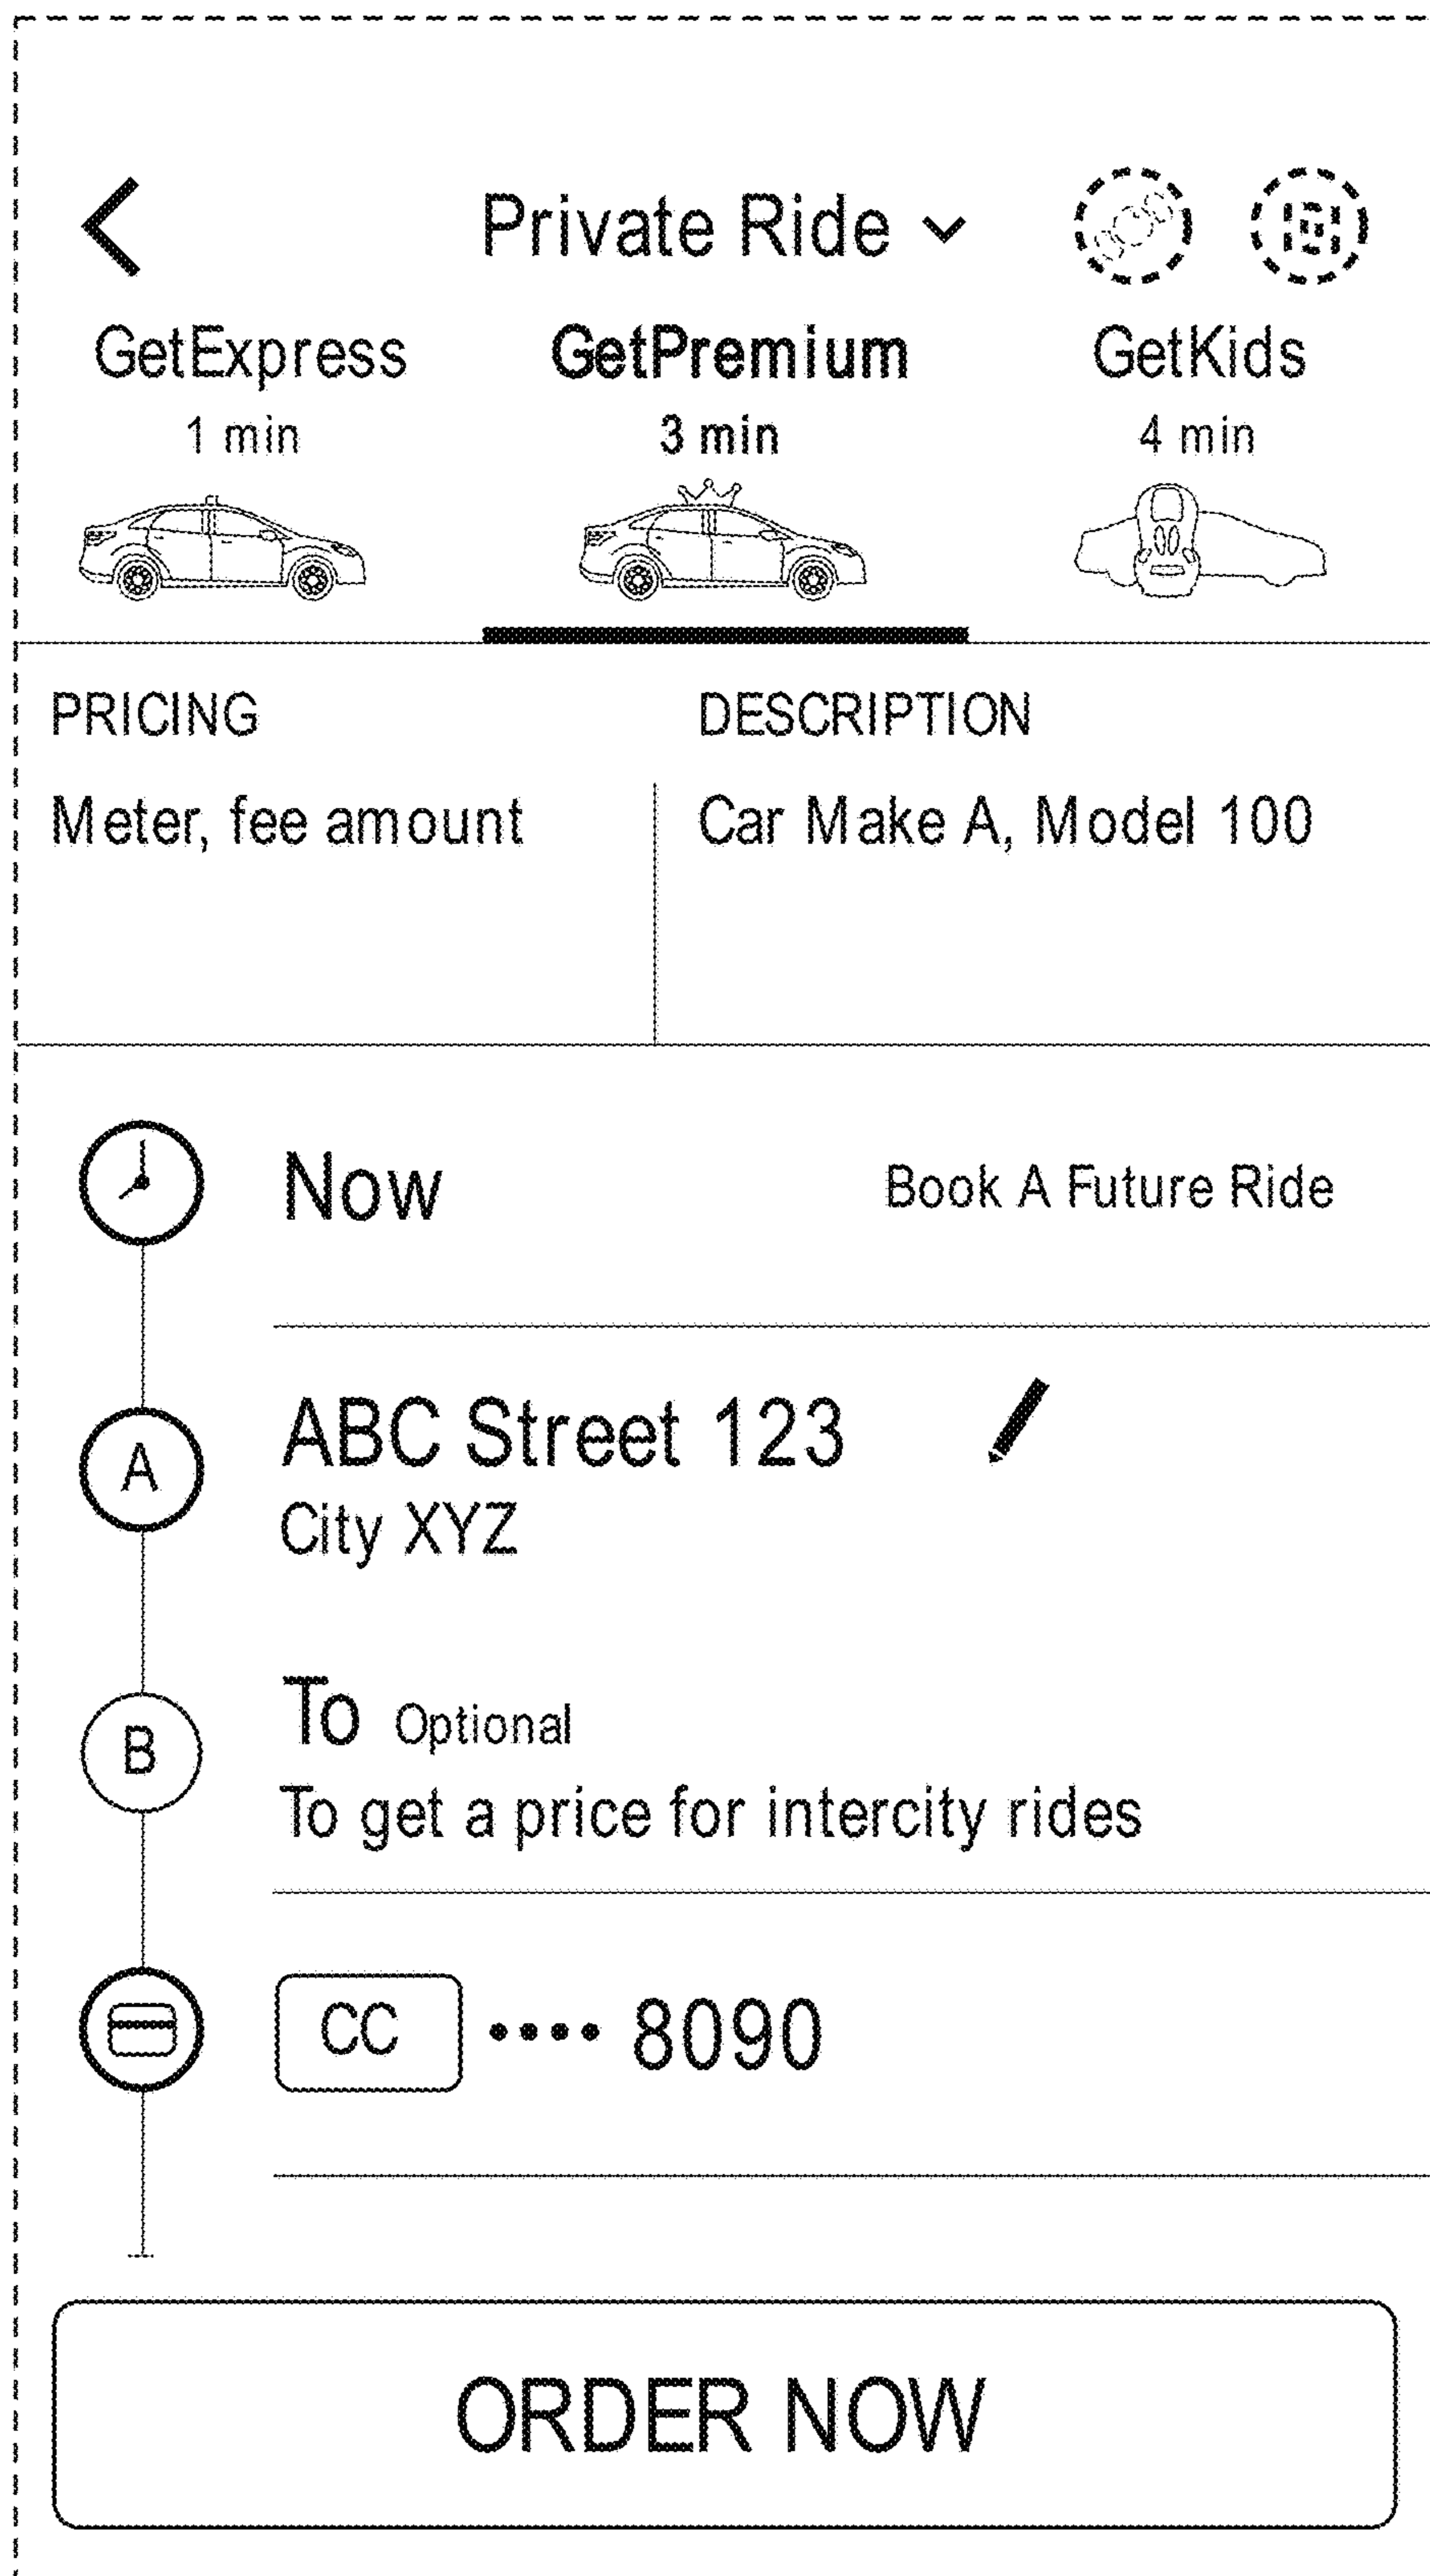 Private Ride
GetExpress GetPremium GetKids
1 min 3 min 4 min
PRICING DESCRIPTION
Meter, fee amount Car Make A, Model 100
Now Book A Future Ride
A ABC Street 123
City XYZ
B To Optional
To get a price for intercity rides
CC •••• 8090
ORDER NOW